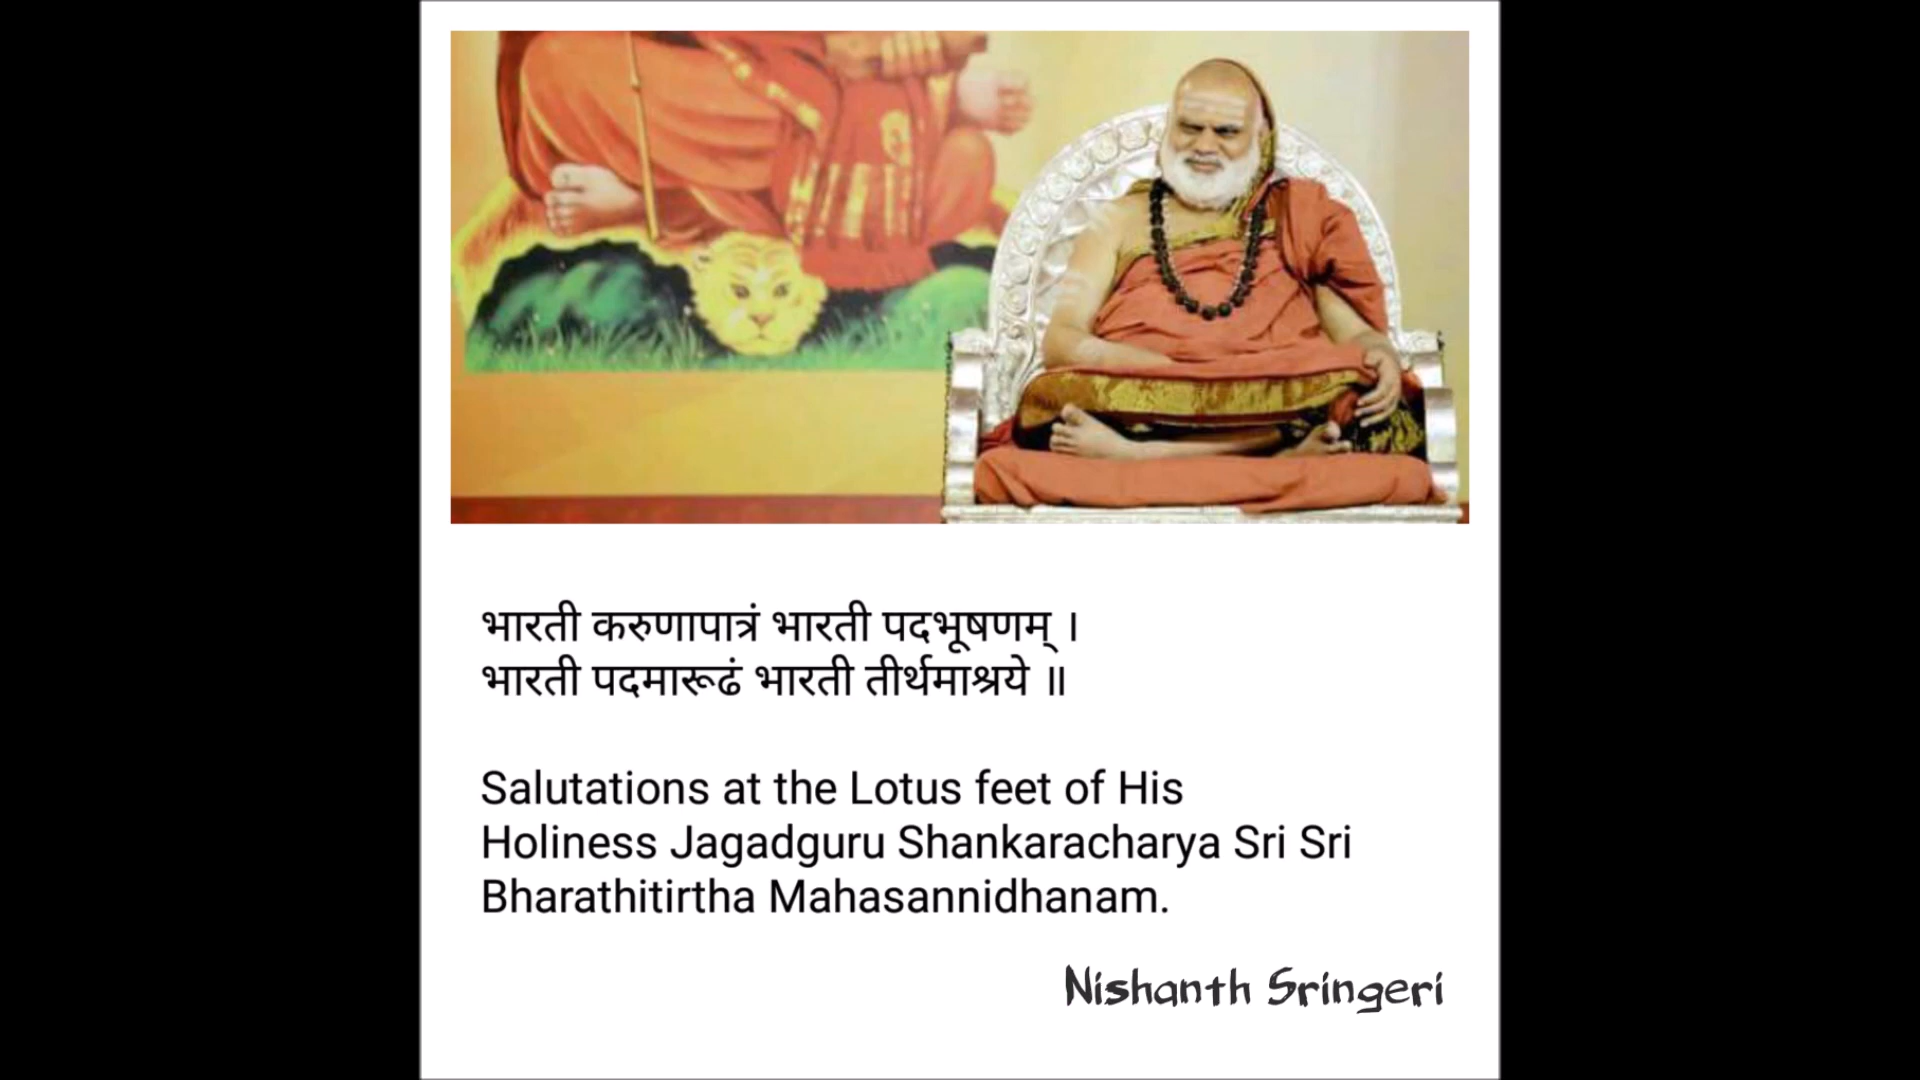 भारती करुणापात्रं भारती पदभूषणम् ।
भारती पदमारूढं भारती तीर्थमाश्रये ॥
Salutations at the Lotus feet of His
Holiness Jagadguru Shankaracharya Sri Sri
Bharathitirtha Mahasannidhanam.
Nishanth Sringeri